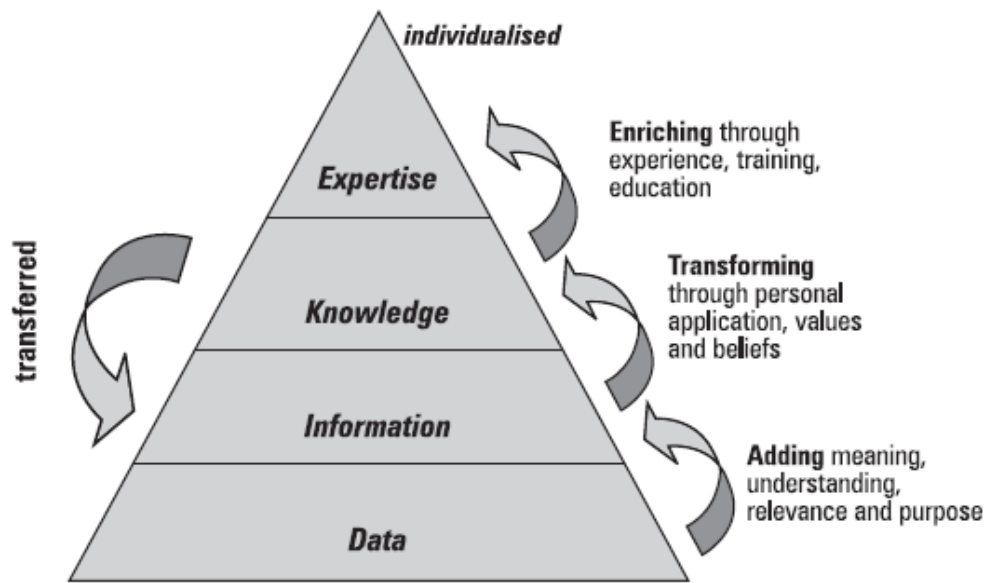 individualised
Enriching through
experience, training,
education
Expertise
transferred
Transforming
through personal
application, values
and beliefs
Knowledge
Information
Adding meaning,
understanding,
relevance and purpose
Data